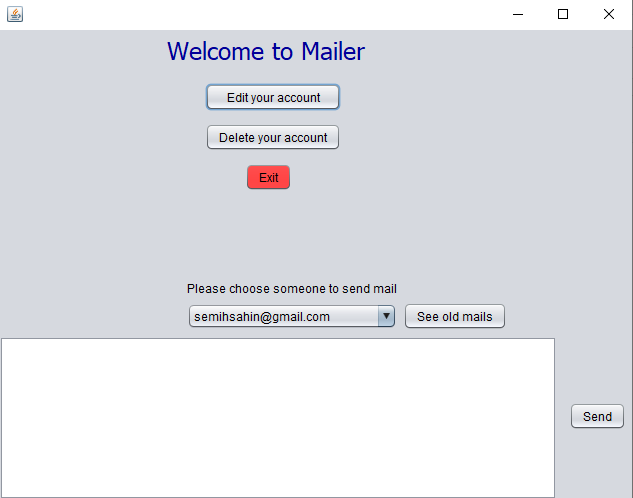 Welcome to Mailer
Edit your account
Delete your account
Exit
Please choose someone to send mail
semihsahin@gmail.com
See old mails
Send